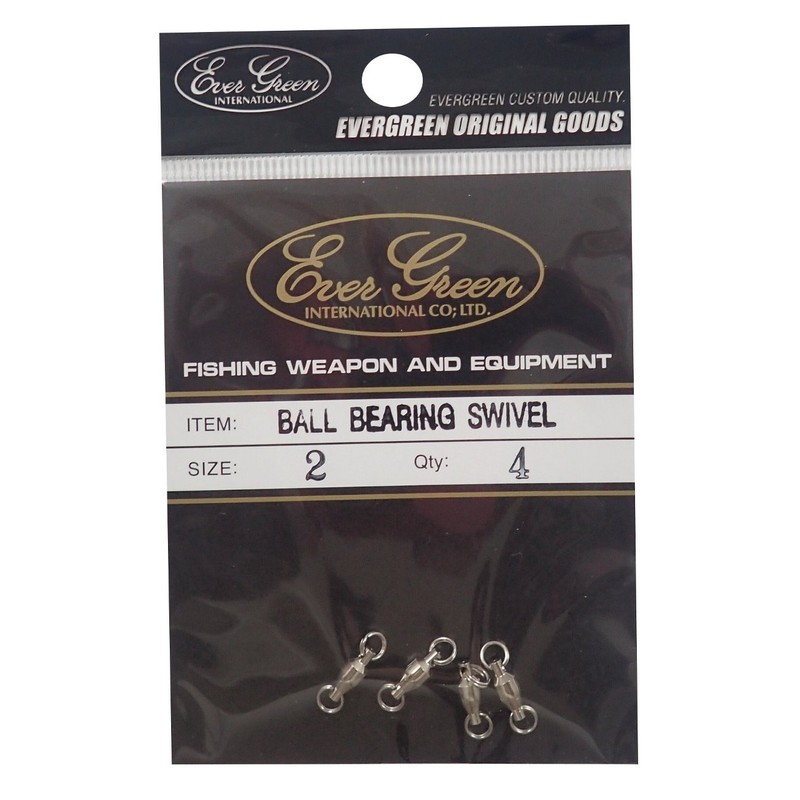 Ever Green
INTERNATIONAL
EVERGREEN CUSTOM QUALITY.
EVERGREEN ORIGINAL GOODS
Ever Green
INTERNATIONAL CO; LTD.
FISHING WEAPON AND EQUIPMENT
ITEM: BALL BEARING SWIVEL
SIZE: 2 Qty: 4